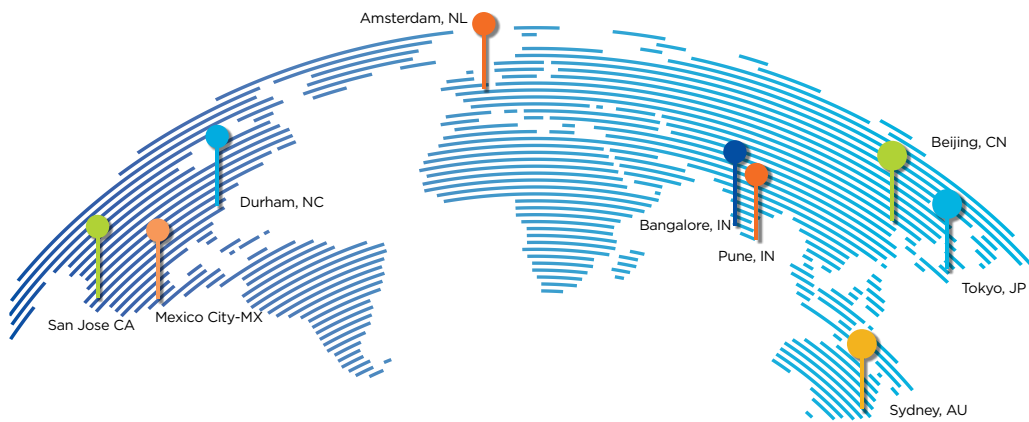 Amsterdam, NL
Beijing, CN
Durham, NC
Bangalore, IN
Pune, IN
Tokyo, JP
San Jose CA
Mexico City-MX
Sydney, AU